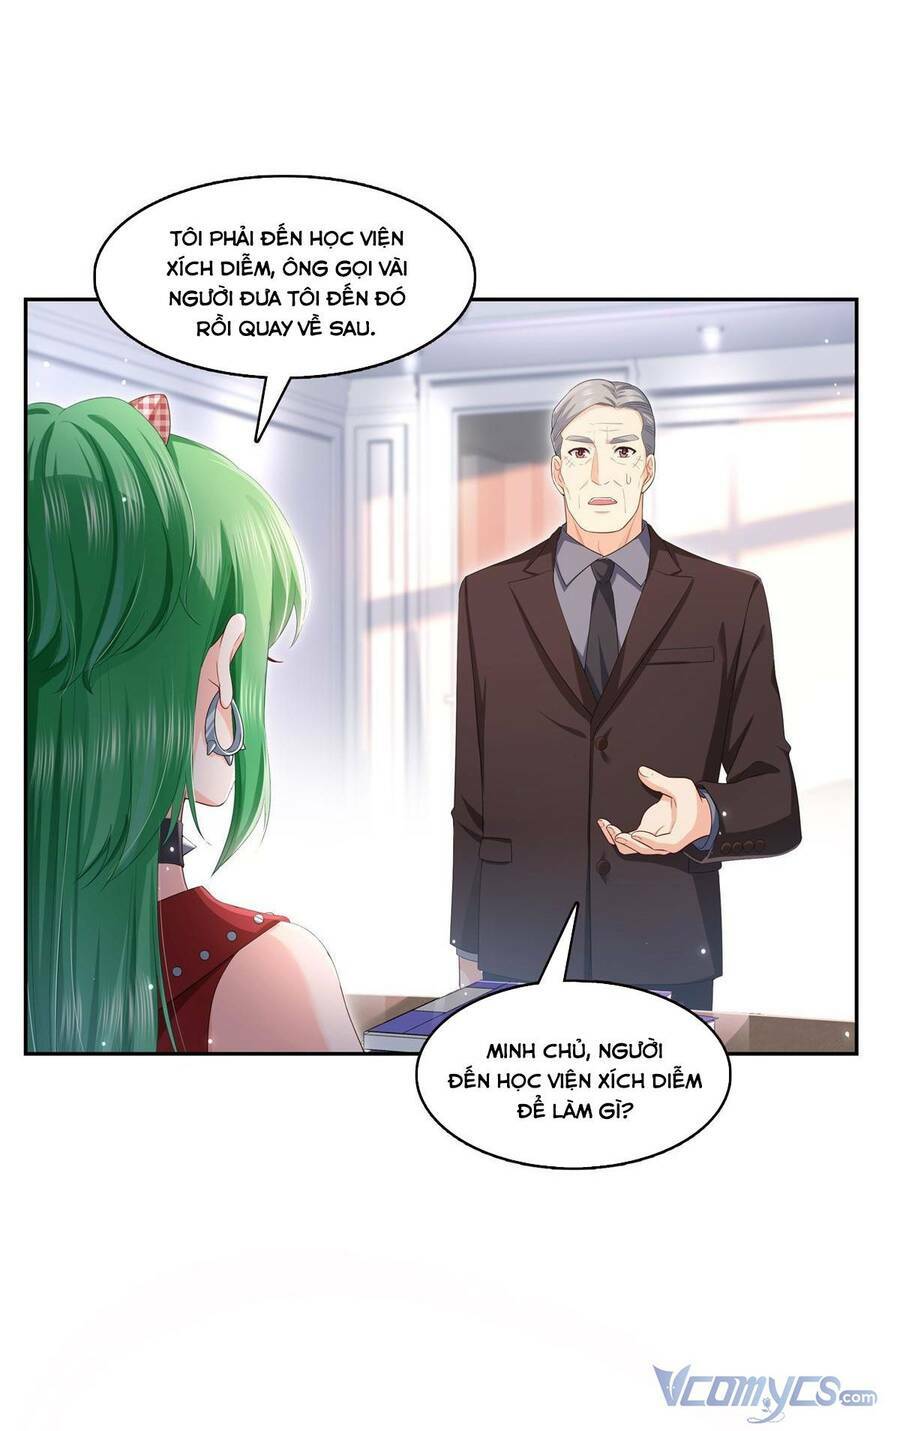 TÔI PHẢI ĐẾN HỌC VIỆN
XÍCH DIỄM, ÔNG GỌI VÀI
NGƯỜI ĐƯA TÔI ĐẾN ĐÓ
RỒI QUAY VỀ SAU.
MINH CHỦ, NGƯỜI
ĐẾN HỌC VIỆN XÍCH DIỄM
ĐỂ LÀM GÌ?
VCOMYCS.com